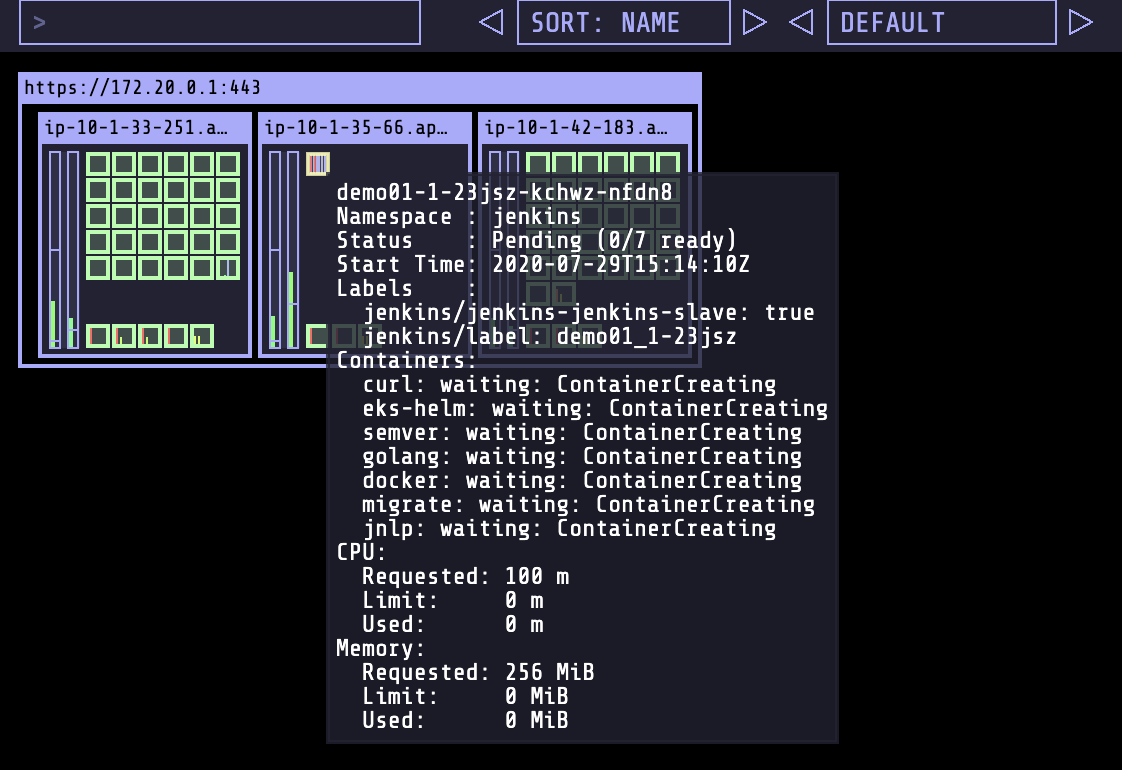 >
SORT: NAME
DEFAULT
https://172.20.0.1:443
ip-10-1-33-251.a…
ip-10-1-35-66.ap…
ip-10-1-42-183.a…
demo01-1-23jsz-kchwz-nfdn8
Namespace : jenkins
Status    : Pending (0/7 ready)
Start Time: 2020-07-29T15:14:10Z
Labels    :
  jenkins/jenkins-jenkins-slave: true
  jenkins/label: demo01_1-23jsz
Containers:
  curl: waiting: ContainerCreating
  eks-helm: waiting: ContainerCreating
  semver: waiting: ContainerCreating
  golang: waiting: ContainerCreating
  docker: waiting: ContainerCreating
  migrate: waiting: ContainerCreating
  jnlp: waiting: ContainerCreating
CPU:
  Requested: 100 m
  Limit:     0 m
  Used:      0 m
Memory:
  Requested: 256 MiB
  Limit:     0 MiB
  Used:      0 MiB